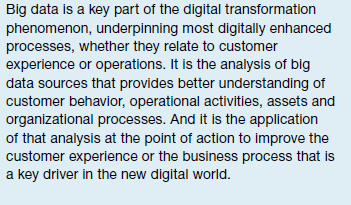 Big data is a key part of the digital transformation
phenomenon, underpinning most digitally enhanced
processes, whether they relate to customer
experience or operations. It is the analysis of big
data sources that provides better understanding of
customer behavior, operational activities, assets and
organizational processes. And it is the application
of that analysis at the point of action to improve the
customer experience or the business process that is
a key driver in the new digital world.